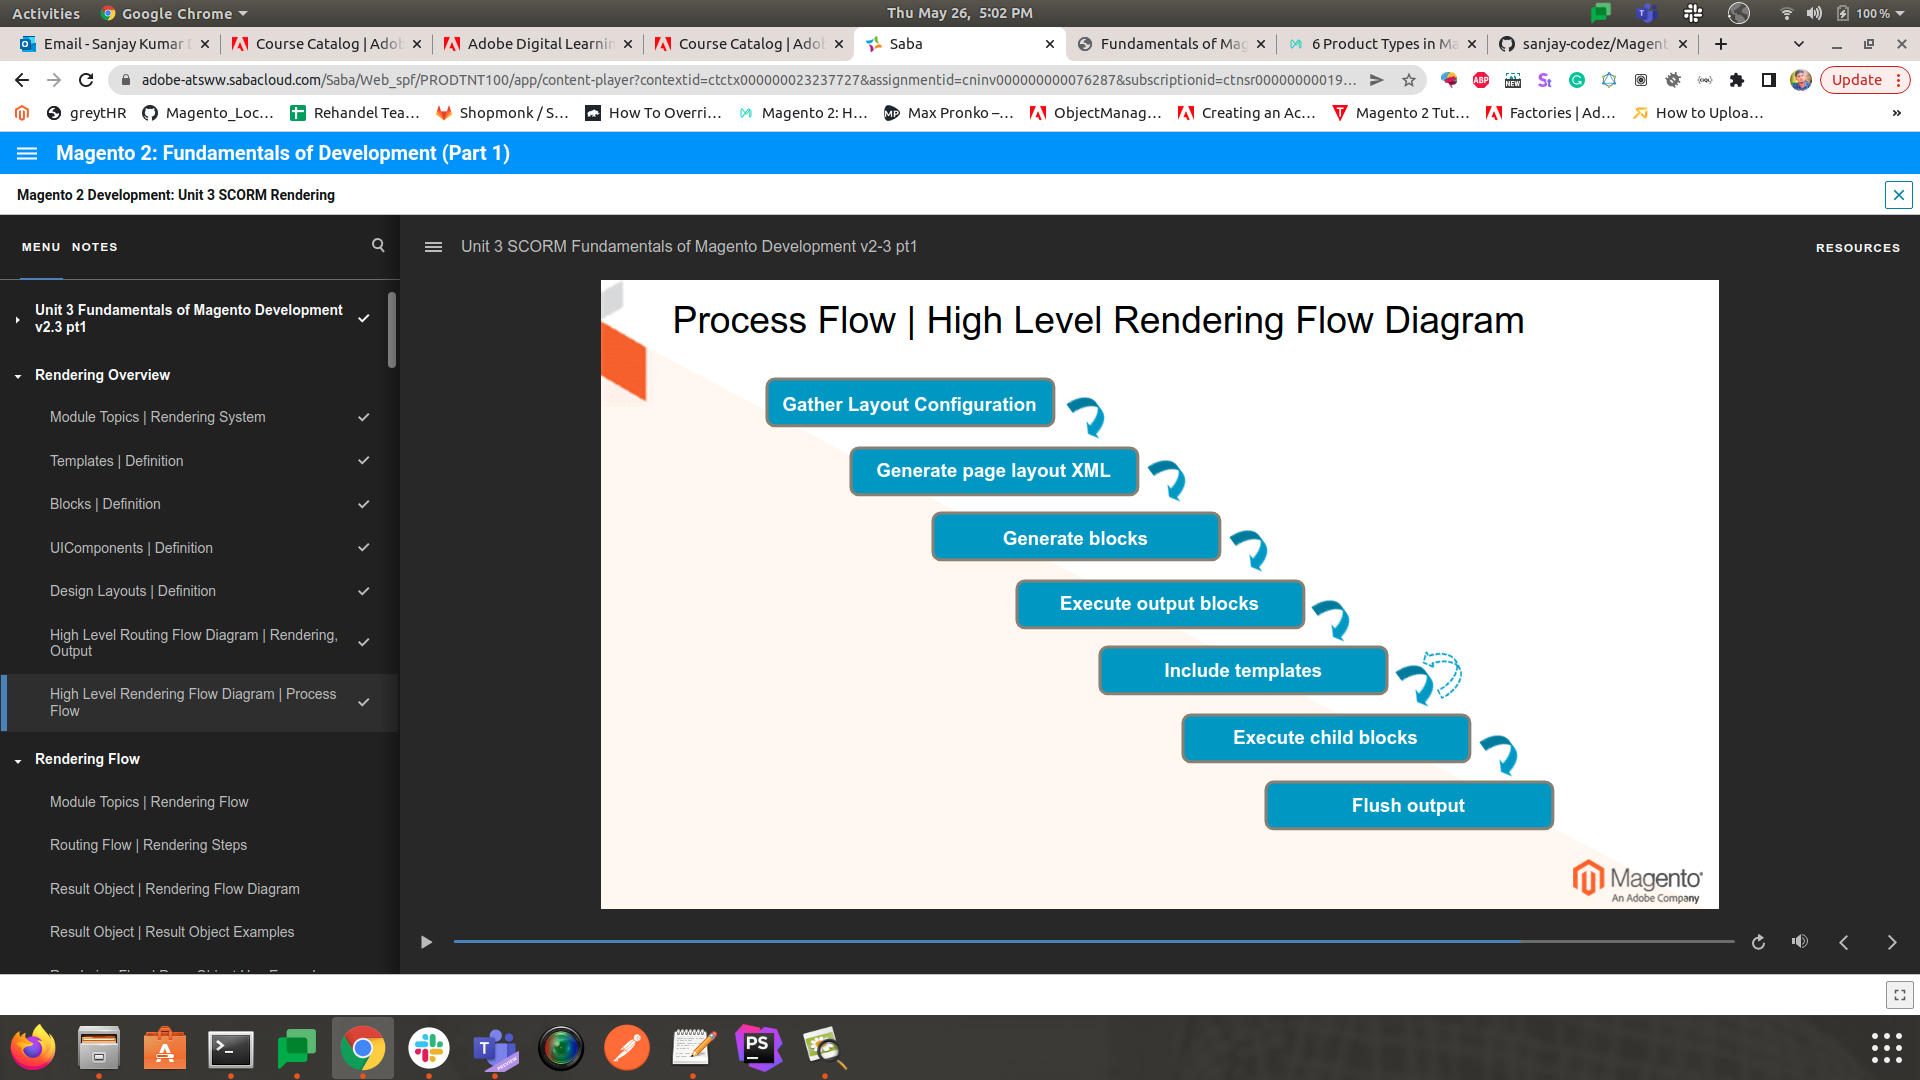 Activities
Google Chrome
Thu May 26, 5:02 PM
100 %
Email - Sanjay Kumar
Course Catalog | Adob
Adobe Digital Learnin
Course Catalog | Adob
Saba
Fundamentals of Mag
6 Product Types in Ma
sanjay-codez/Magent
adobe-atsww.sabacloud.com/Saba/Web_spf/PRODTNT100/app/content-player?contextid=ctctx000000023237727&assignmentid=cninv000000000076287&subscriptionid=ctnsr00000000019...
ABP
NEW
Update
greytHR
Magento_Loc...
Rehandel Tea...
Shopmonk / S...
How To Overri...
Magento 2: H...
Max Pronko –...
ObjectManag...
Creating an Ac...
Magento 2 Tut...
Factories | Ad...
How to Uploa...
»
Magento 2: Fundamentals of Development (Part 1)
Magento 2 Development: Unit 3 SCORM Rendering
MENU
NOTES
Unit 3 SCORM Fundamentals of Magento Development v2-3 pt1
RESOURCES
Unit 3 Fundamentals of Magento Development
v2.3 pt1
Rendering Overview
Module Topics | Rendering System
Templates | Definition
Blocks | Definition
UIComponents | Definition
Design Layouts | Definition
High Level Routing Flow Diagram | Rendering,
Output
High Level Rendering Flow Diagram | Process
Flow
Rendering Flow
Module Topics | Rendering Flow
Routing Flow | Rendering Steps
Result Object | Rendering Flow Diagram
Result Object | Result Object Examples
Process Flow | High Level Rendering Flow Diagram
Gather Layout Configuration
Generate page layout XML
Generate blocks
Execute output blocks
Include templates
Execute child blocks
Flush output
Magento
An Adobe Company
PS